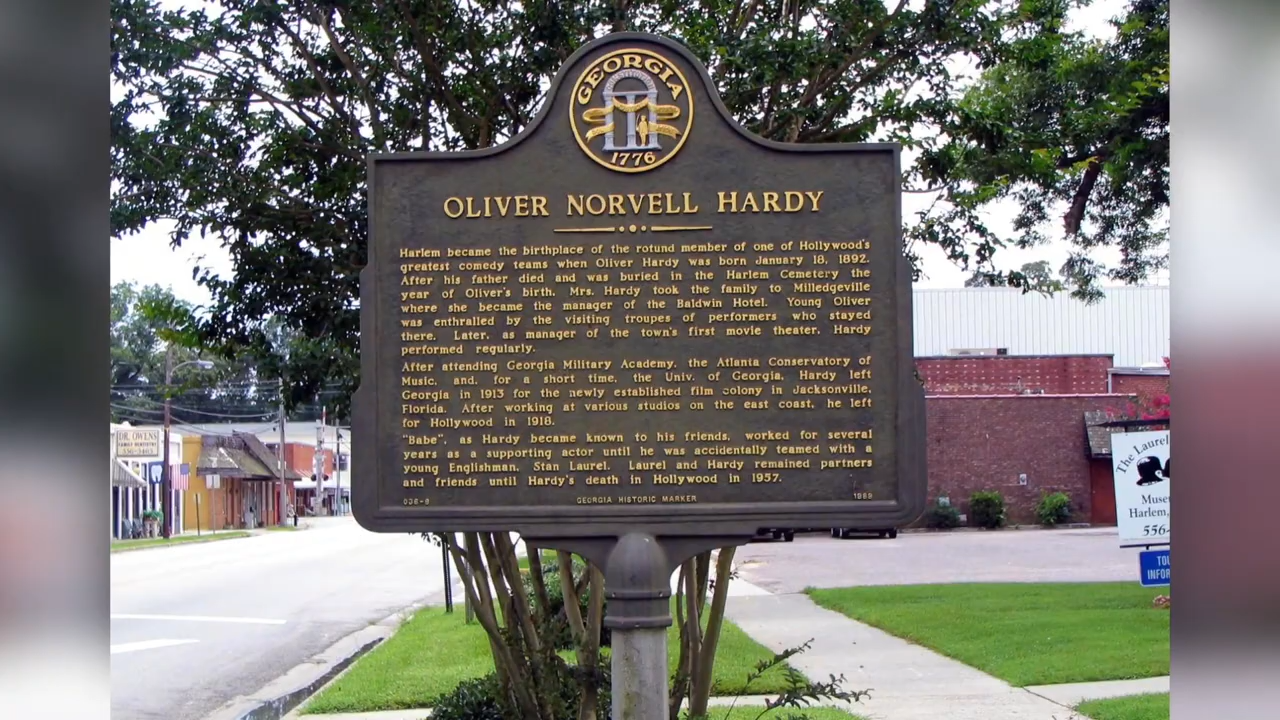 GEORGIA
1776
OLIVER NORVELL HARDY
Harlem became the birthplace of the rotund member of one of Hollywood's
greatest comedy teams when Oliver Hardy was born January 18, 1892.
After his father died and was buried in the Harlem Cemetery the
year of Oliver's birth, Mrs. Hardy took the family to Milledgeville
where she became the manager of the Baldwin Hotel. Young Oliver
was enthralled by the visiting troupes of performers who stayed
there. Later, as manager of the town's first movie theater, Hardy
performed regularly.
After attending Georgia Military Academy, the Atlanta Conservatory of
Music, and, for a short time, the Univ. of Georgia, Hardy left
Georgia in 1913 for the newly established film colony in Jacksonville,
Florida. After working at various studios on the east coast, he left
for Hollywood in 1918.
"Babe", as Hardy became known to his friends, worked for several
years as a supporting actor until he was accidentally teamed with a
young Englishman, Stan Laurel. Laurel and Hardy remained partners
and friends until Hardy's death in Hollywood in 1957.
036-6 GEORGIA HISTORIC MARKER 1989
DR. OWENS
FAMILY DENTISTRY
556-3465
The Laurel
Muse
Harlem,
556-
TOU
INFOR